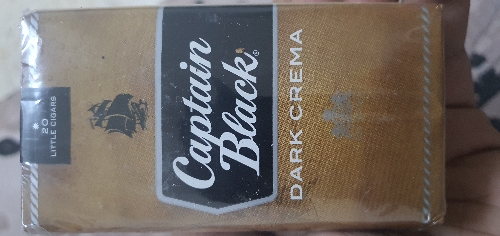 Captain
Black®
DARK CREMA
20
LITTLE CIGARS